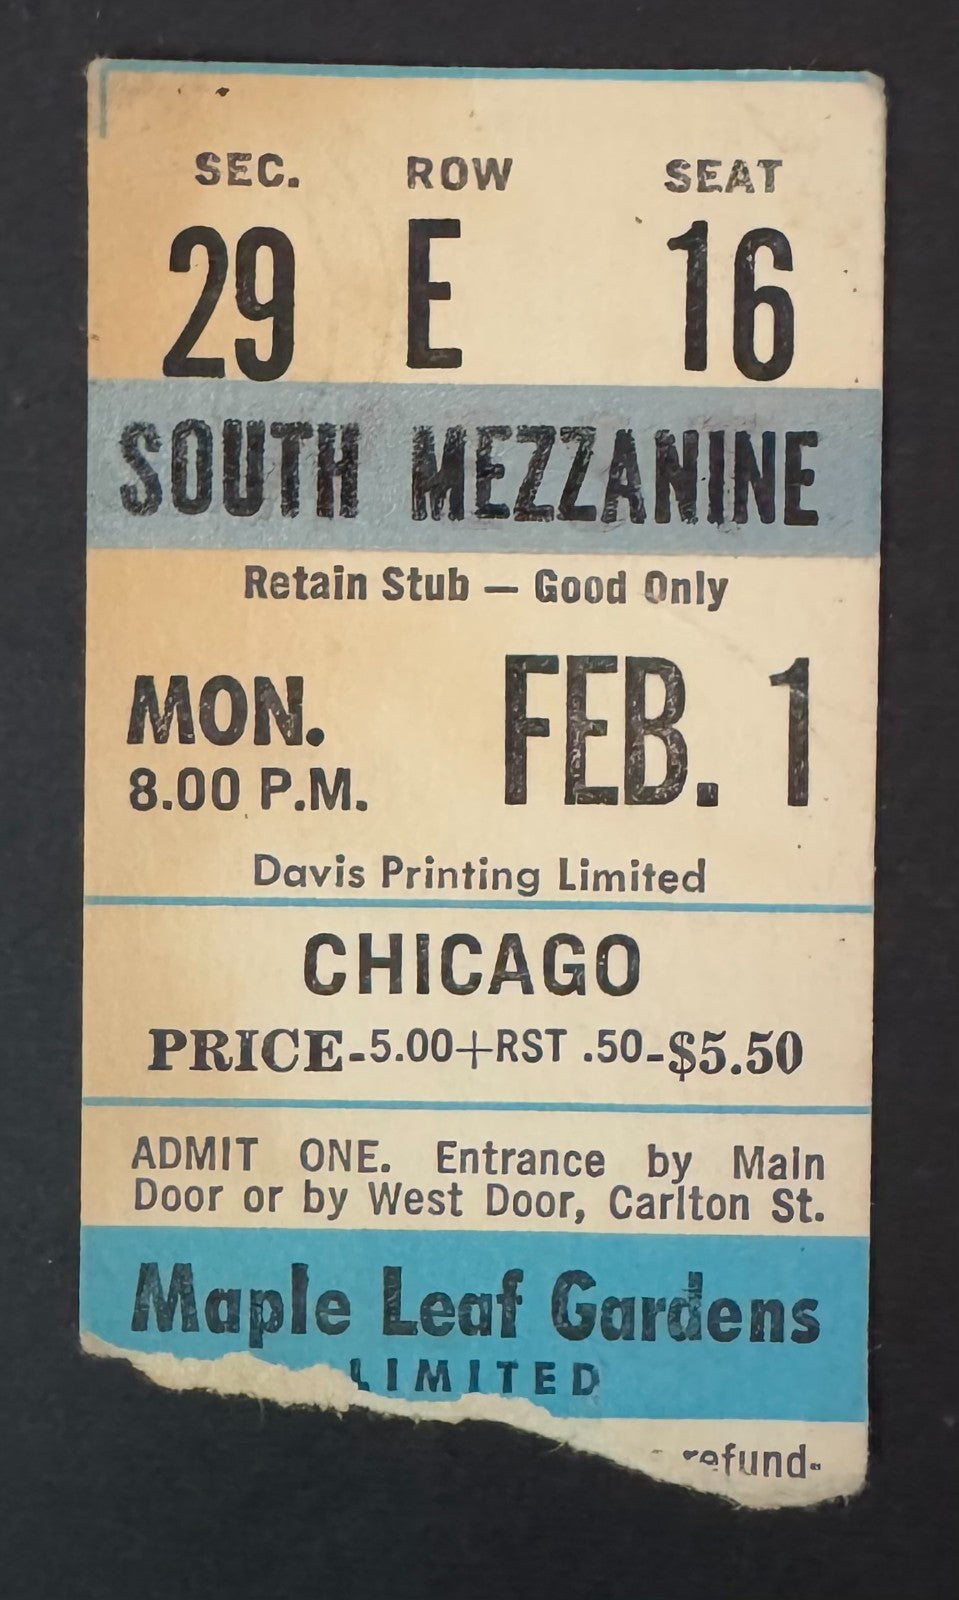 SEC. ROW SEAT
29 E 16
SOUTH MEZZANINE
Retain Stub — Good Only
MON. FEB. 1
8.00 P.M.
Davis Printing Limited
CHICAGO
PRICE-5.00+RST .50-$5.50
ADMIT ONE. Entrance by Main
Door or by West Door, Carlton St.
Maple Leaf Gardens
LIMITED
refund-